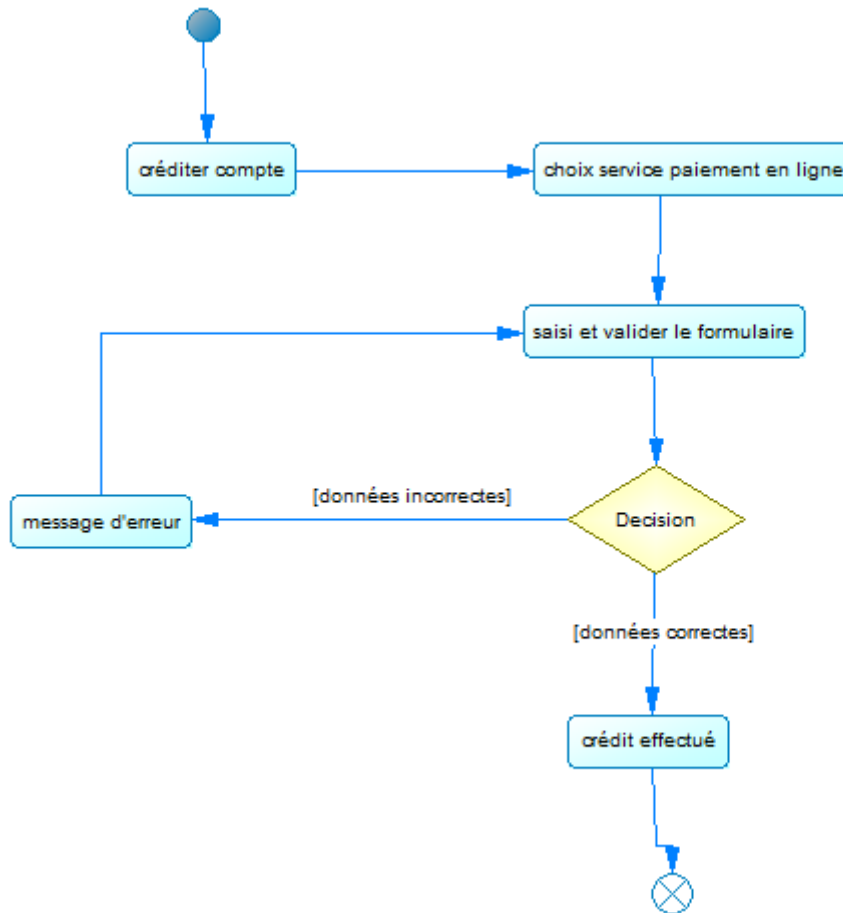 créditer compte
choix service paiement en ligne
saisi et valider le formulaire
[données incorrectes]
message d'erreur
Decision
[données correctes]
crédit effectué